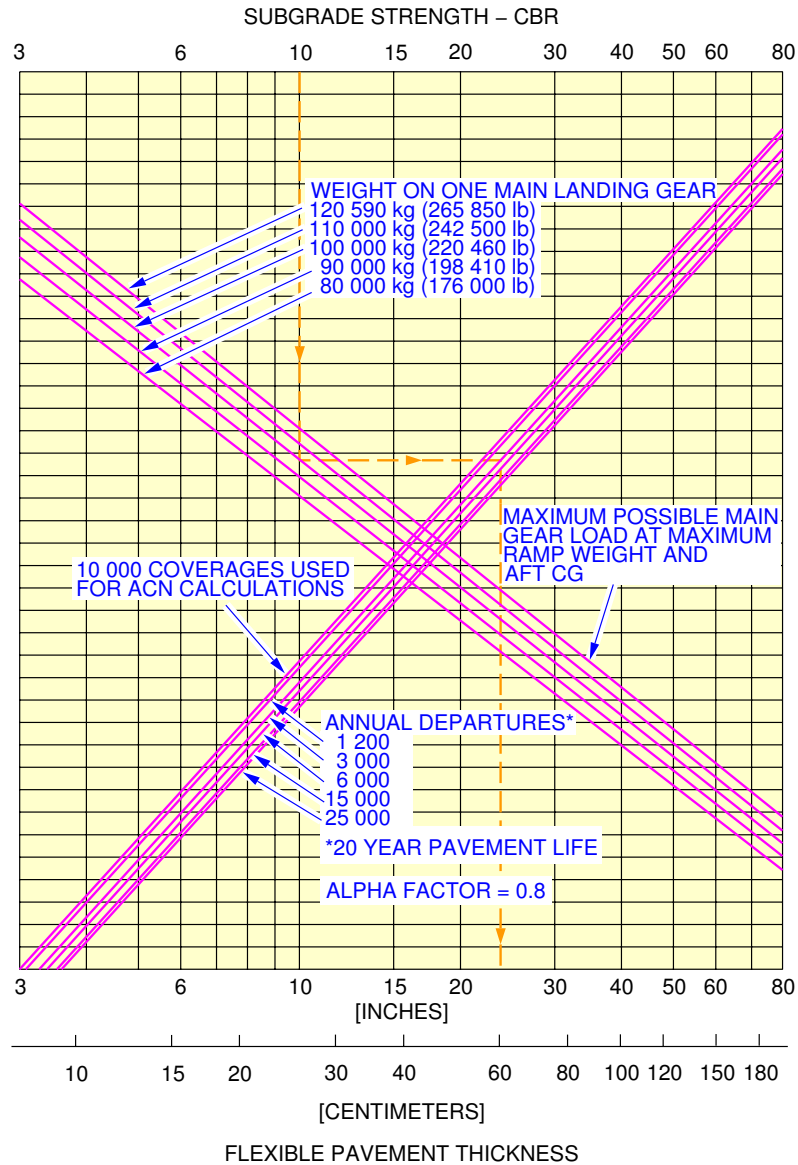 SUBGRADE STRENGTH – CBR
3 6 10 15 20 30 40 50 60 80
WEIGHT ON ONE MAIN LANDING GEAR
120 590 kg (265 850 lb)
110 000 kg (242 500 lb)
100 000 kg (220 460 lb)
90 000 kg (198 410 lb)
80 000 kg (176 000 lb)
MAXIMUM POSSIBLE MAIN
GEAR LOAD AT MAXIMUM
RAMP WEIGHT AND
AFT CG
10 000 COVERAGES USED
FOR ACN CALCULATIONS
ANNUAL DEPARTURES*
1 200
3 000
6 000
15 000
25 000
*20 YEAR PAVEMENT LIFE
ALPHA FACTOR = 0.8
3 6 10 15 20 30 40 50 60 80
[INCHES]
10 15 20 30 40 60 80 100 120 150 180
[CENTIMETERS]
FLEXIBLE PAVEMENT THICKNESS